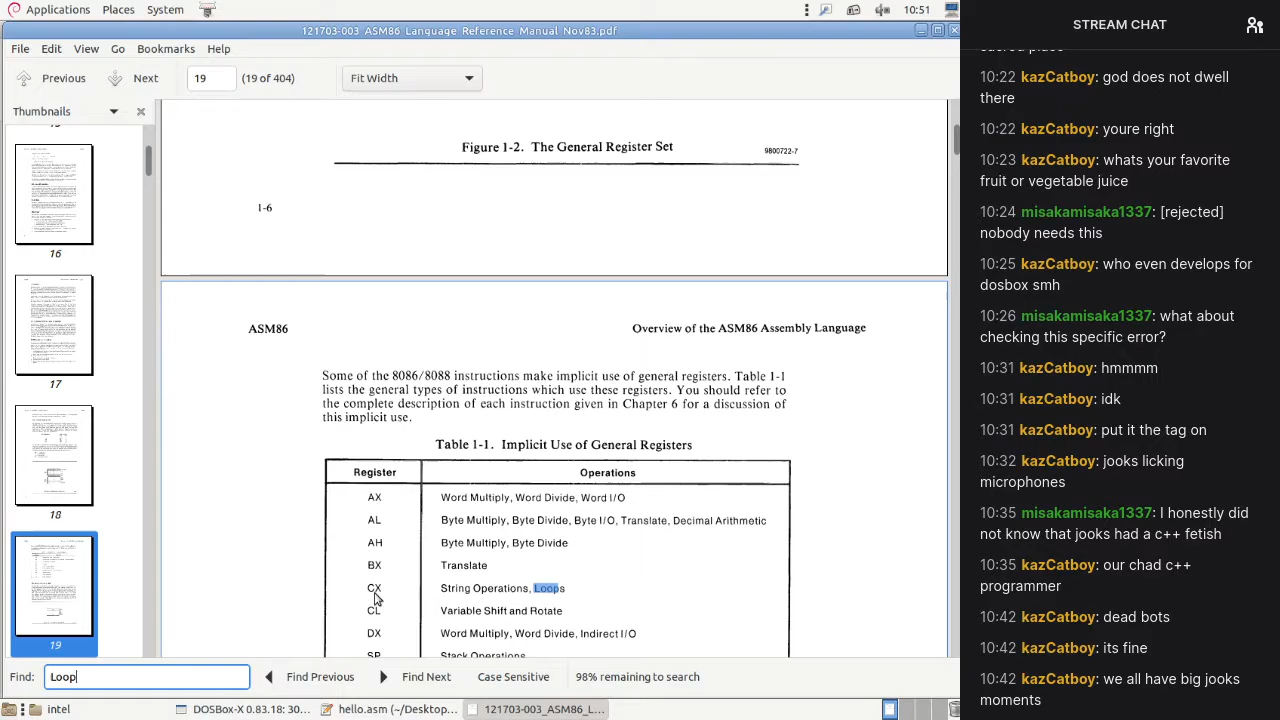 Applications Places System 10:51
121703-003_ASM86_Language_Reference_Manual_Nov83.pdf
File Edit View Go Bookmarks Help
Previous Next 19 (19 of 404) Fit Width
Thumbnails
16
17
18
19
Figure 1-2. The General Register Set
9800722-7
1-6
ASM86 Overview of the ASM86 Assembly Language
Some of the 8086/8088 instructions make implicit use of general registers. Table 1-1
lists the general types of instructions which use these registers. You should refer to
the complete description of each instruction given in Chapter 6 for a discussion of
this implicit use.
Table 1-1. Implicit Use of General Registers
Register Operations
AX Word Multiply, Word Divide, Word I/O
AL Byte Multiply, Byte Divide, Byte I/O, Translate, Decimal Arithmetic
AH Byte Multiply, Byte Divide
BX Translate
CX String Operations, Loops
CL Variable Shift and Rotate
DX Word Multiply, Word Divide, Indirect I/O
SP Stack Operations
Find: Loop Find Previous Find Next Case Sensitive 98% remaining to search
intel DOSBox-X 0.83.18: 30... hello.asm (~/Desktop... 121703-003_ASM86_L...
STREAM CHAT
sacred place
10:22 kazCatboy: god does not dwell
there
10:22 kazCatboy: youre right
10:23 kazCatboy: whats your favorite
fruit or vegetable juice
10:24 misakamisaka1337: [rejected]
nobody needs this
10:25 kazCatboy: who even develops for
dosbox smh
10:26 misakamisaka1337: what about
checking this specific error?
10:31 kazCatboy: hmmmm
10:31 kazCatboy: idk
10:31 kazCatboy: put it the tag on
10:32 kazCatboy: jooks licking
microphones
10:35 misakamisaka1337: I honestly did
not know that jooks had a c++ fetish
10:35 kazCatboy: our chad c++
programmer
10:42 kazCatboy: dead bots
10:42 kazCatboy: its fine
10:42 kazCatboy: we all have big jooks
moments